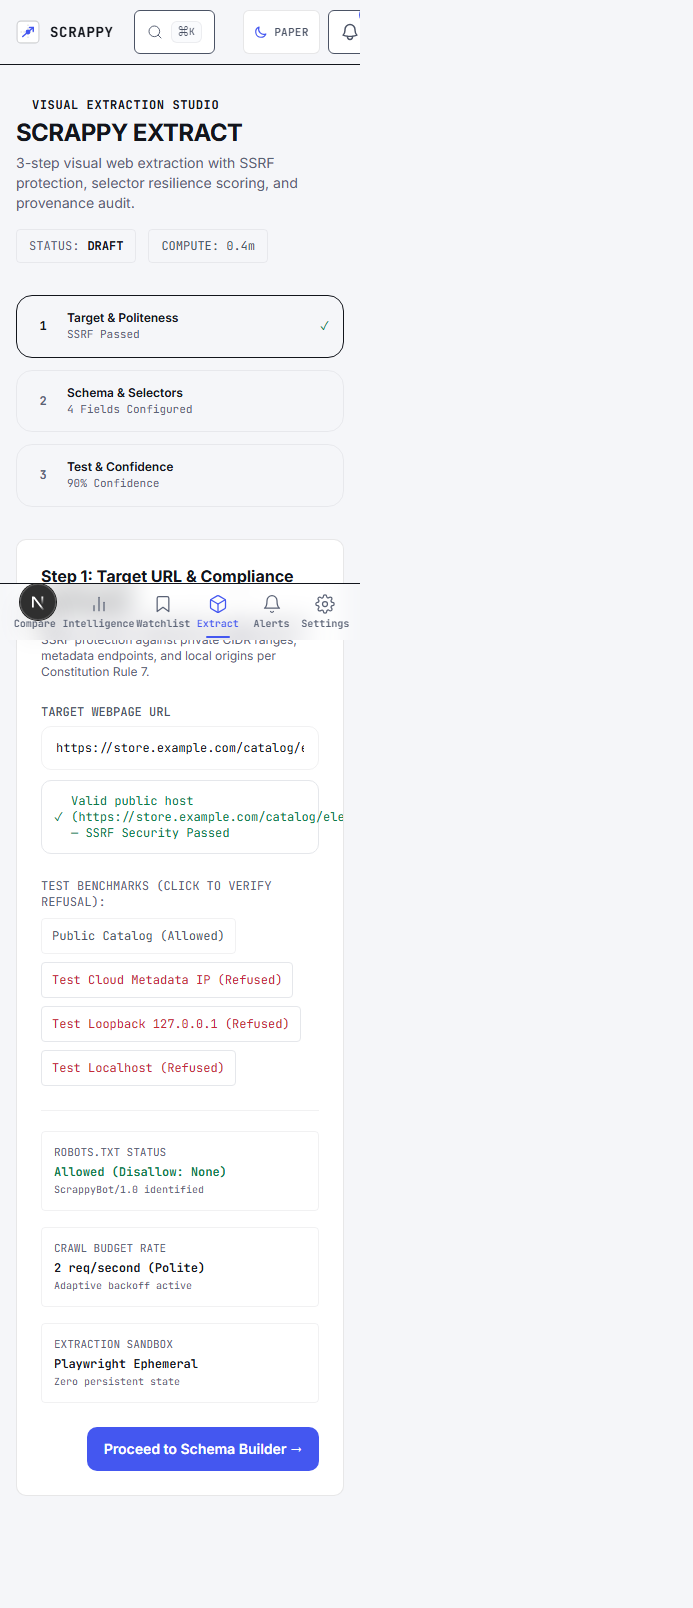 SCRAPPY
⌘K
PAPER
VISUAL EXTRACTION STUDIO
SCRAPPY EXTRACT
3-step visual web extraction with SSRF
protection, selector resilience scoring, and
provenance audit.
STATUS: DRAFT
COMPUTE: 0.4m
1
Target & Politeness
SSRF Passed
✓
2
Schema & Selectors
4 Fields Configured
3
Test & Confidence
90% Confidence
Step 1: Target URL & Compliance
N
Compare
Intelligence
Watchlist
Extract
Alerts
Settings
SSRF protection against private CIDR ranges,
metadata endpoints, and local origins per
Constitution Rule 7.
TARGET WEBPAGE URL
https://store.example.com/catalog/e
Valid public host
✓ (https://store.example.com/catalog/ele
— SSRF Security Passed
TEST BENCHMARKS (CLICK TO VERIFY
REFUSAL):
Public Catalog (Allowed)
Test Cloud Metadata IP (Refused)
Test Loopback 127.0.0.1 (Refused)
Test Localhost (Refused)
ROBOTS.TXT STATUS
Allowed (Disallow: None)
ScrappyBot/1.0 identified
CRAWL BUDGET RATE
2 req/second (Polite)
Adaptive backoff active
EXTRACTION SANDBOX
Playwright Ephemeral
Zero persistent state
Proceed to Schema Builder →